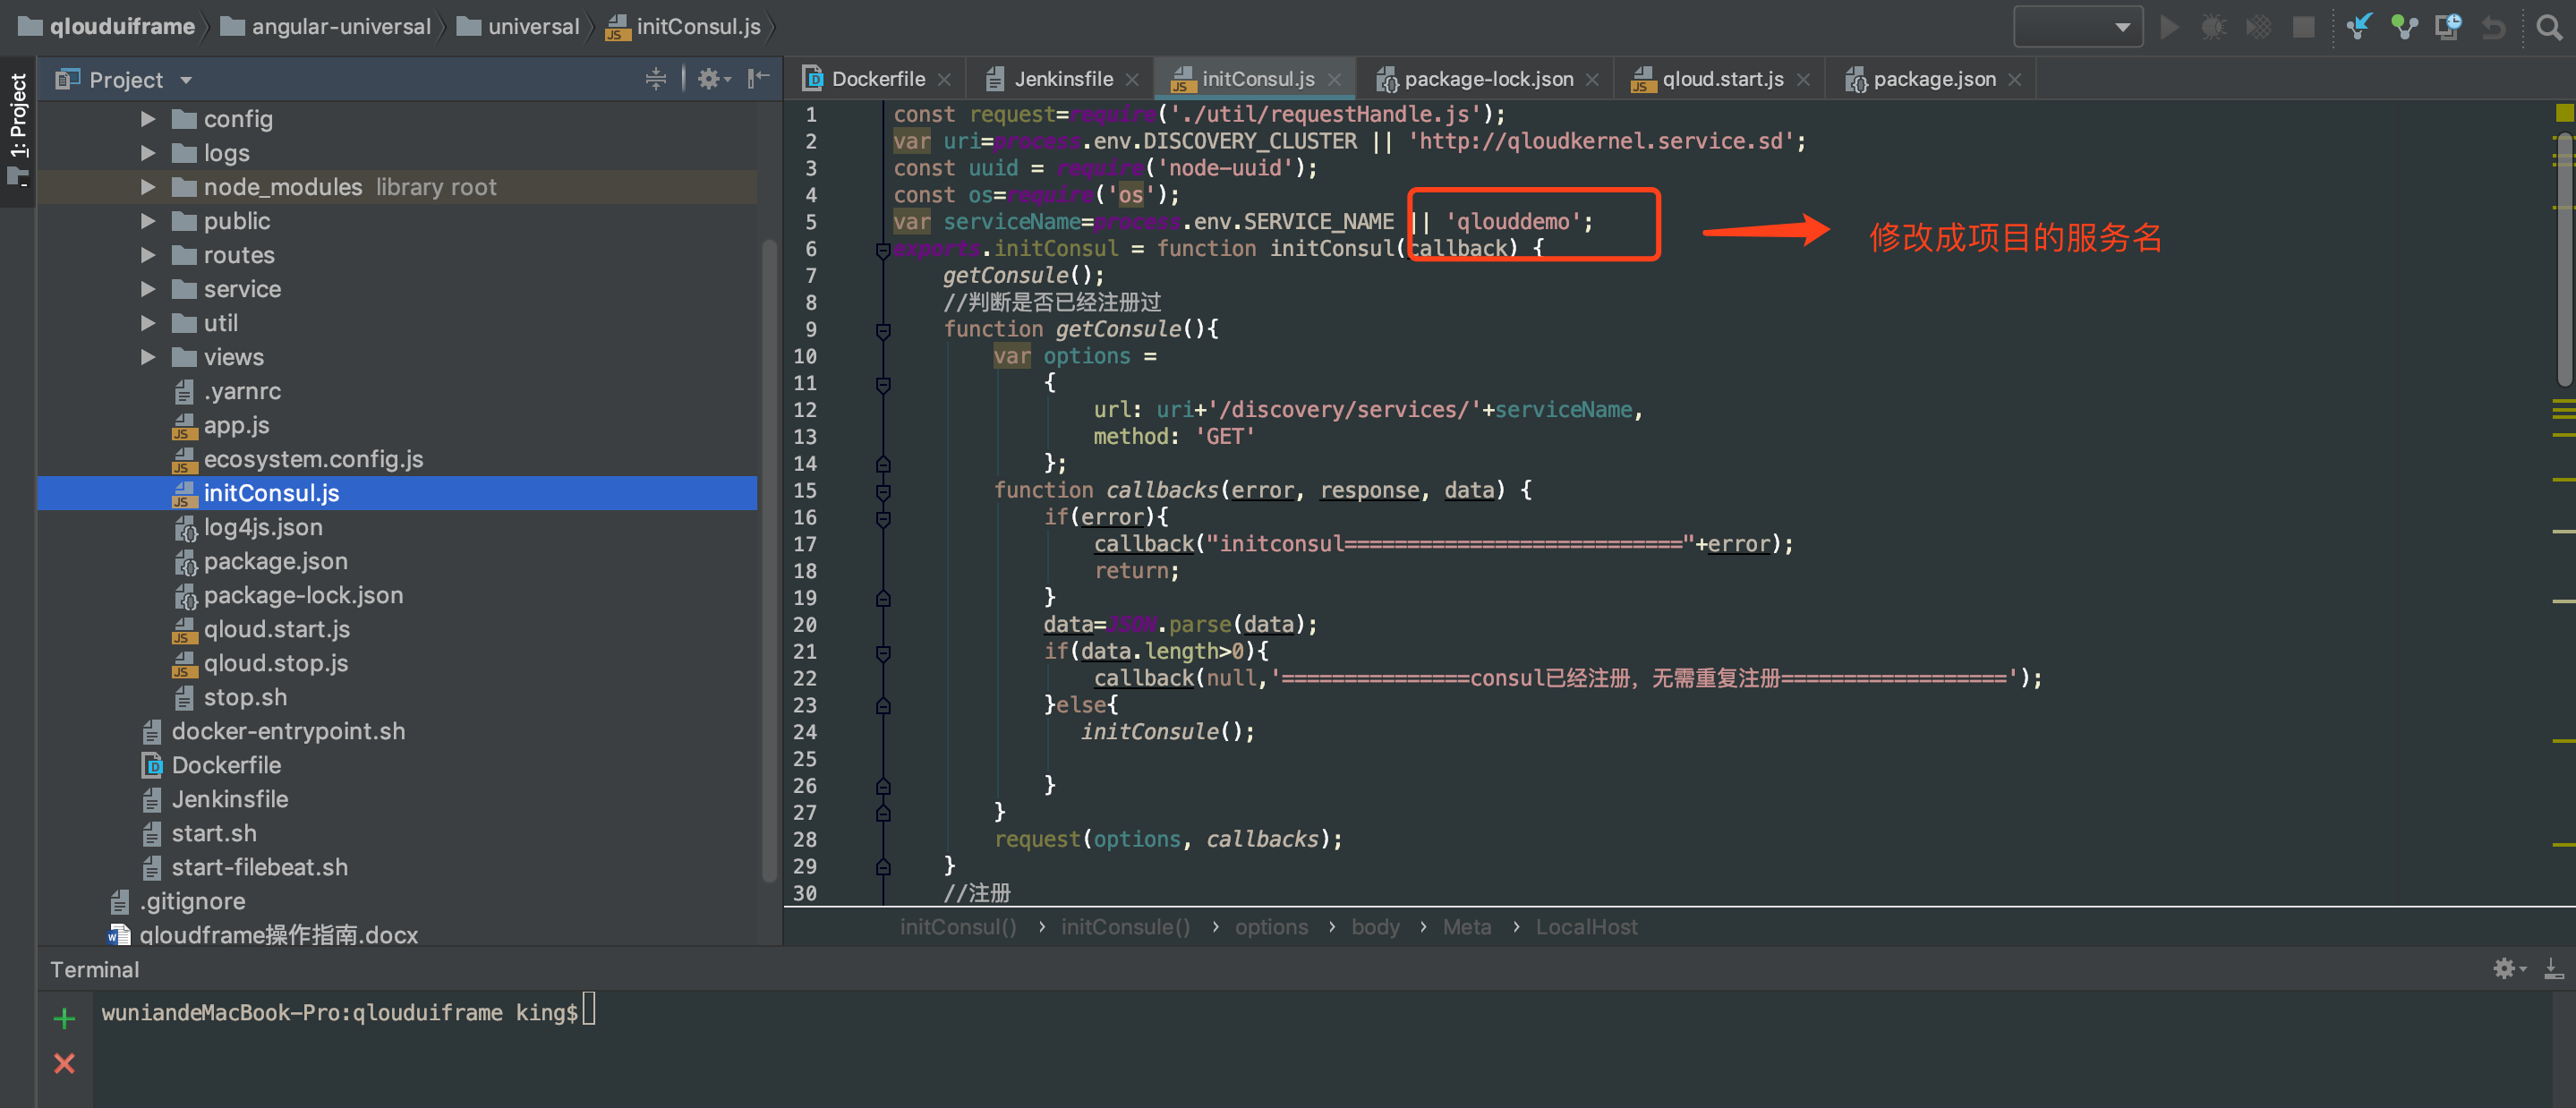 qlouduiframe angular-universal universal initConsul.js
1: Project
Project
config
logs
node_modules library root
public
routes
service
util
views
.yarnrc
app.js
ecosystem.config.js
initConsul.js
log4js.json
package.json
package-lock.json
qloud.start.js
qloud.stop.js
stop.sh
docker-entrypoint.sh
Dockerfile
Jenkinsfile
start.sh
start-filebeat.sh
.gitignore
qloudframe操作指南.docx
Dockerfile Jenkinsfile initConsul.js package-lock.json qloud.start.js package.json
1 const request=require('./util/requestHandle.js');
2 var uri=process.env.DISCOVERY_CLUSTER || 'http://qloudkernel.service.sd';
3 const uuid = require('node-uuid');
4 const os=require('os');
5 var serviceName=process.env.SERVICE_NAME || 'qlouddemo';
修改成项目的服务名
6 exports.initConsul = function initConsul(callback) {
7 getConsule();
8 //判断是否已经注册过
9 function getConsule(){
10 var options =
11 {
12 url: uri+'/discovery/services/'+serviceName,
13 method: 'GET'
14 };
15 function callbacks(error, response, data) {
16 if(error){
17 callback("initconsul==========================="+error);
18 return;
19 }
20 data=JSON.parse(data);
21 if(data.length>0){
22 callback(null,'===============consul已经注册，无需重复注册==================');
23 }else{
24 initConsule();
25
26 }
27 }
28 request(options, callbacks);
29 }
30 //注册
initConsul() › initConsule() › options › body › Meta › LocalHost
Terminal
wuniandeMacBook-Pro:qlouduiframe king$